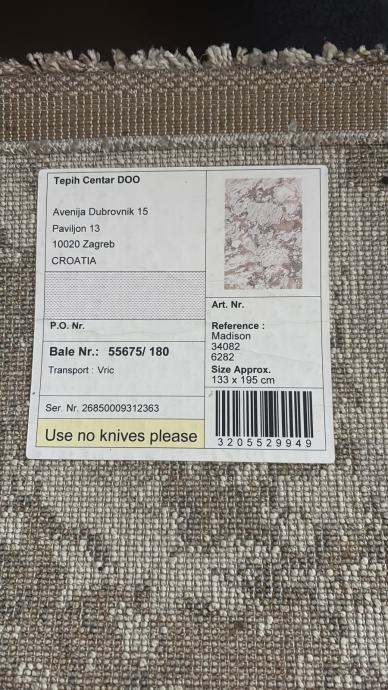 Tepih Centar DOO
Avenija Dubrovnik 15
Paviljon 13
10020 Zagreb
CROATIA
P.O. Nr.
Bale Nr.: 55675/ 180
Transport : Vric
Ser. Nr. 26850009312363
Use no knives please
Art. Nr.
Reference :
Madison
34082
6282
Size Approx.
133 x 195 cm
3205529949